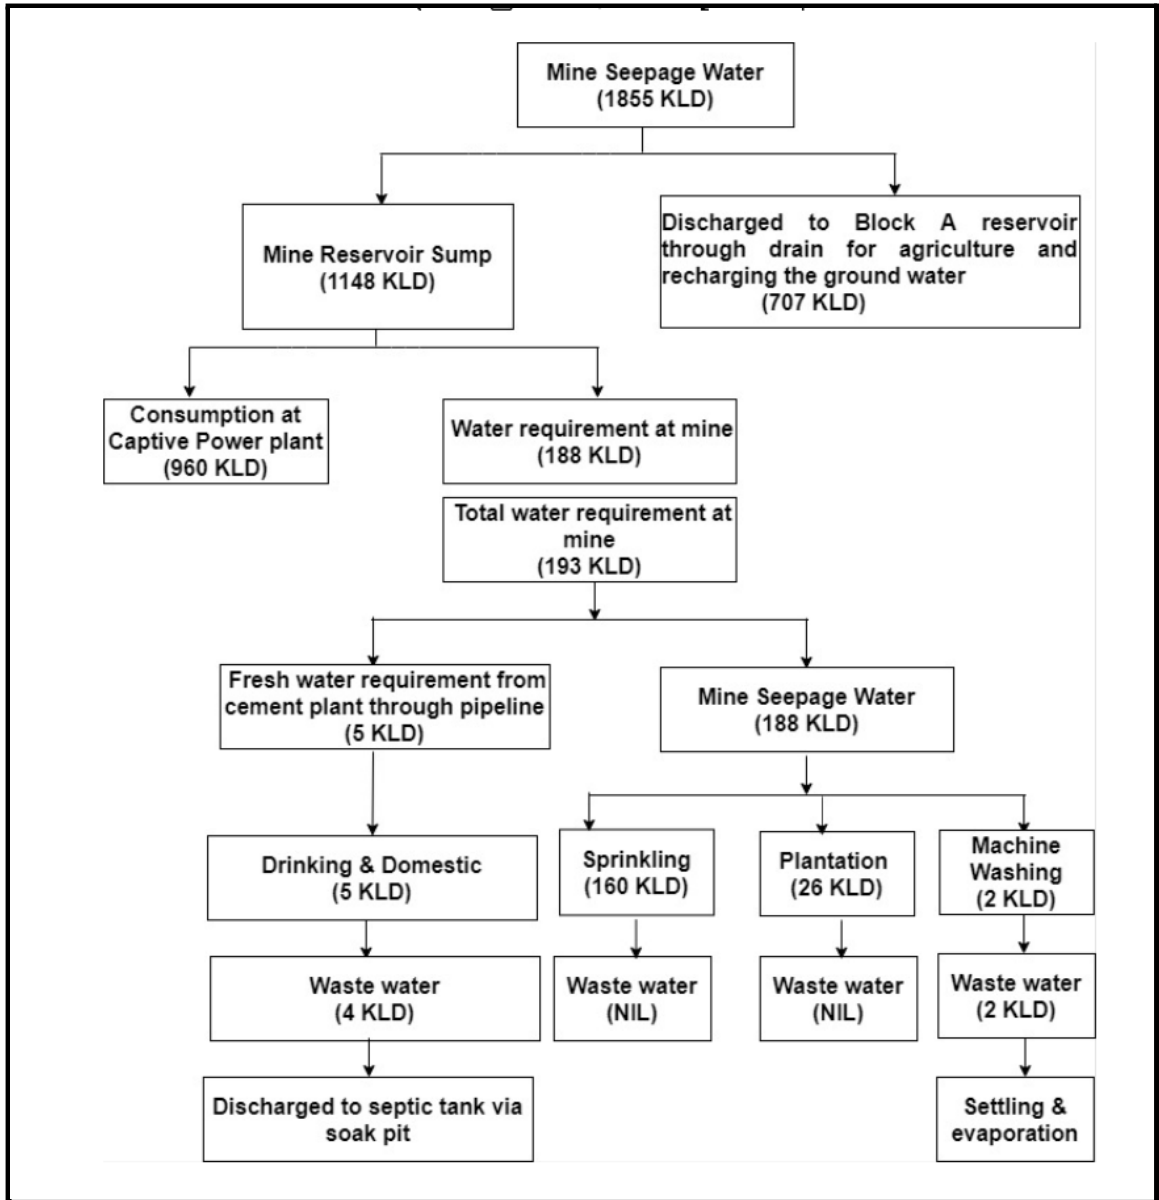 Mine Seepage Water
(1855 KLD)
Mine Reservoir Sump
(1148 KLD)
Discharged to Block A reservoir
through drain for agriculture and
recharging the ground water
(707 KLD)
Consumption at
Captive Power plant
(960 KLD)
Water requirement at mine
(188 KLD)
Total water requirement at
mine
(193 KLD)
Fresh water requirement from
cement plant through pipeline
(5 KLD)
Mine Seepage Water
(188 KLD)
Drinking & Domestic
(5 KLD)
Sprinkling
(160 KLD)
Plantation
(26 KLD)
Machine
Washing
(2 KLD)
Waste water
(4 KLD)
Waste water
(NIL)
Waste water
(NIL)
Waste water
(2 KLD)
Discharged to septic tank via
soak pit
Settling &
evaporation